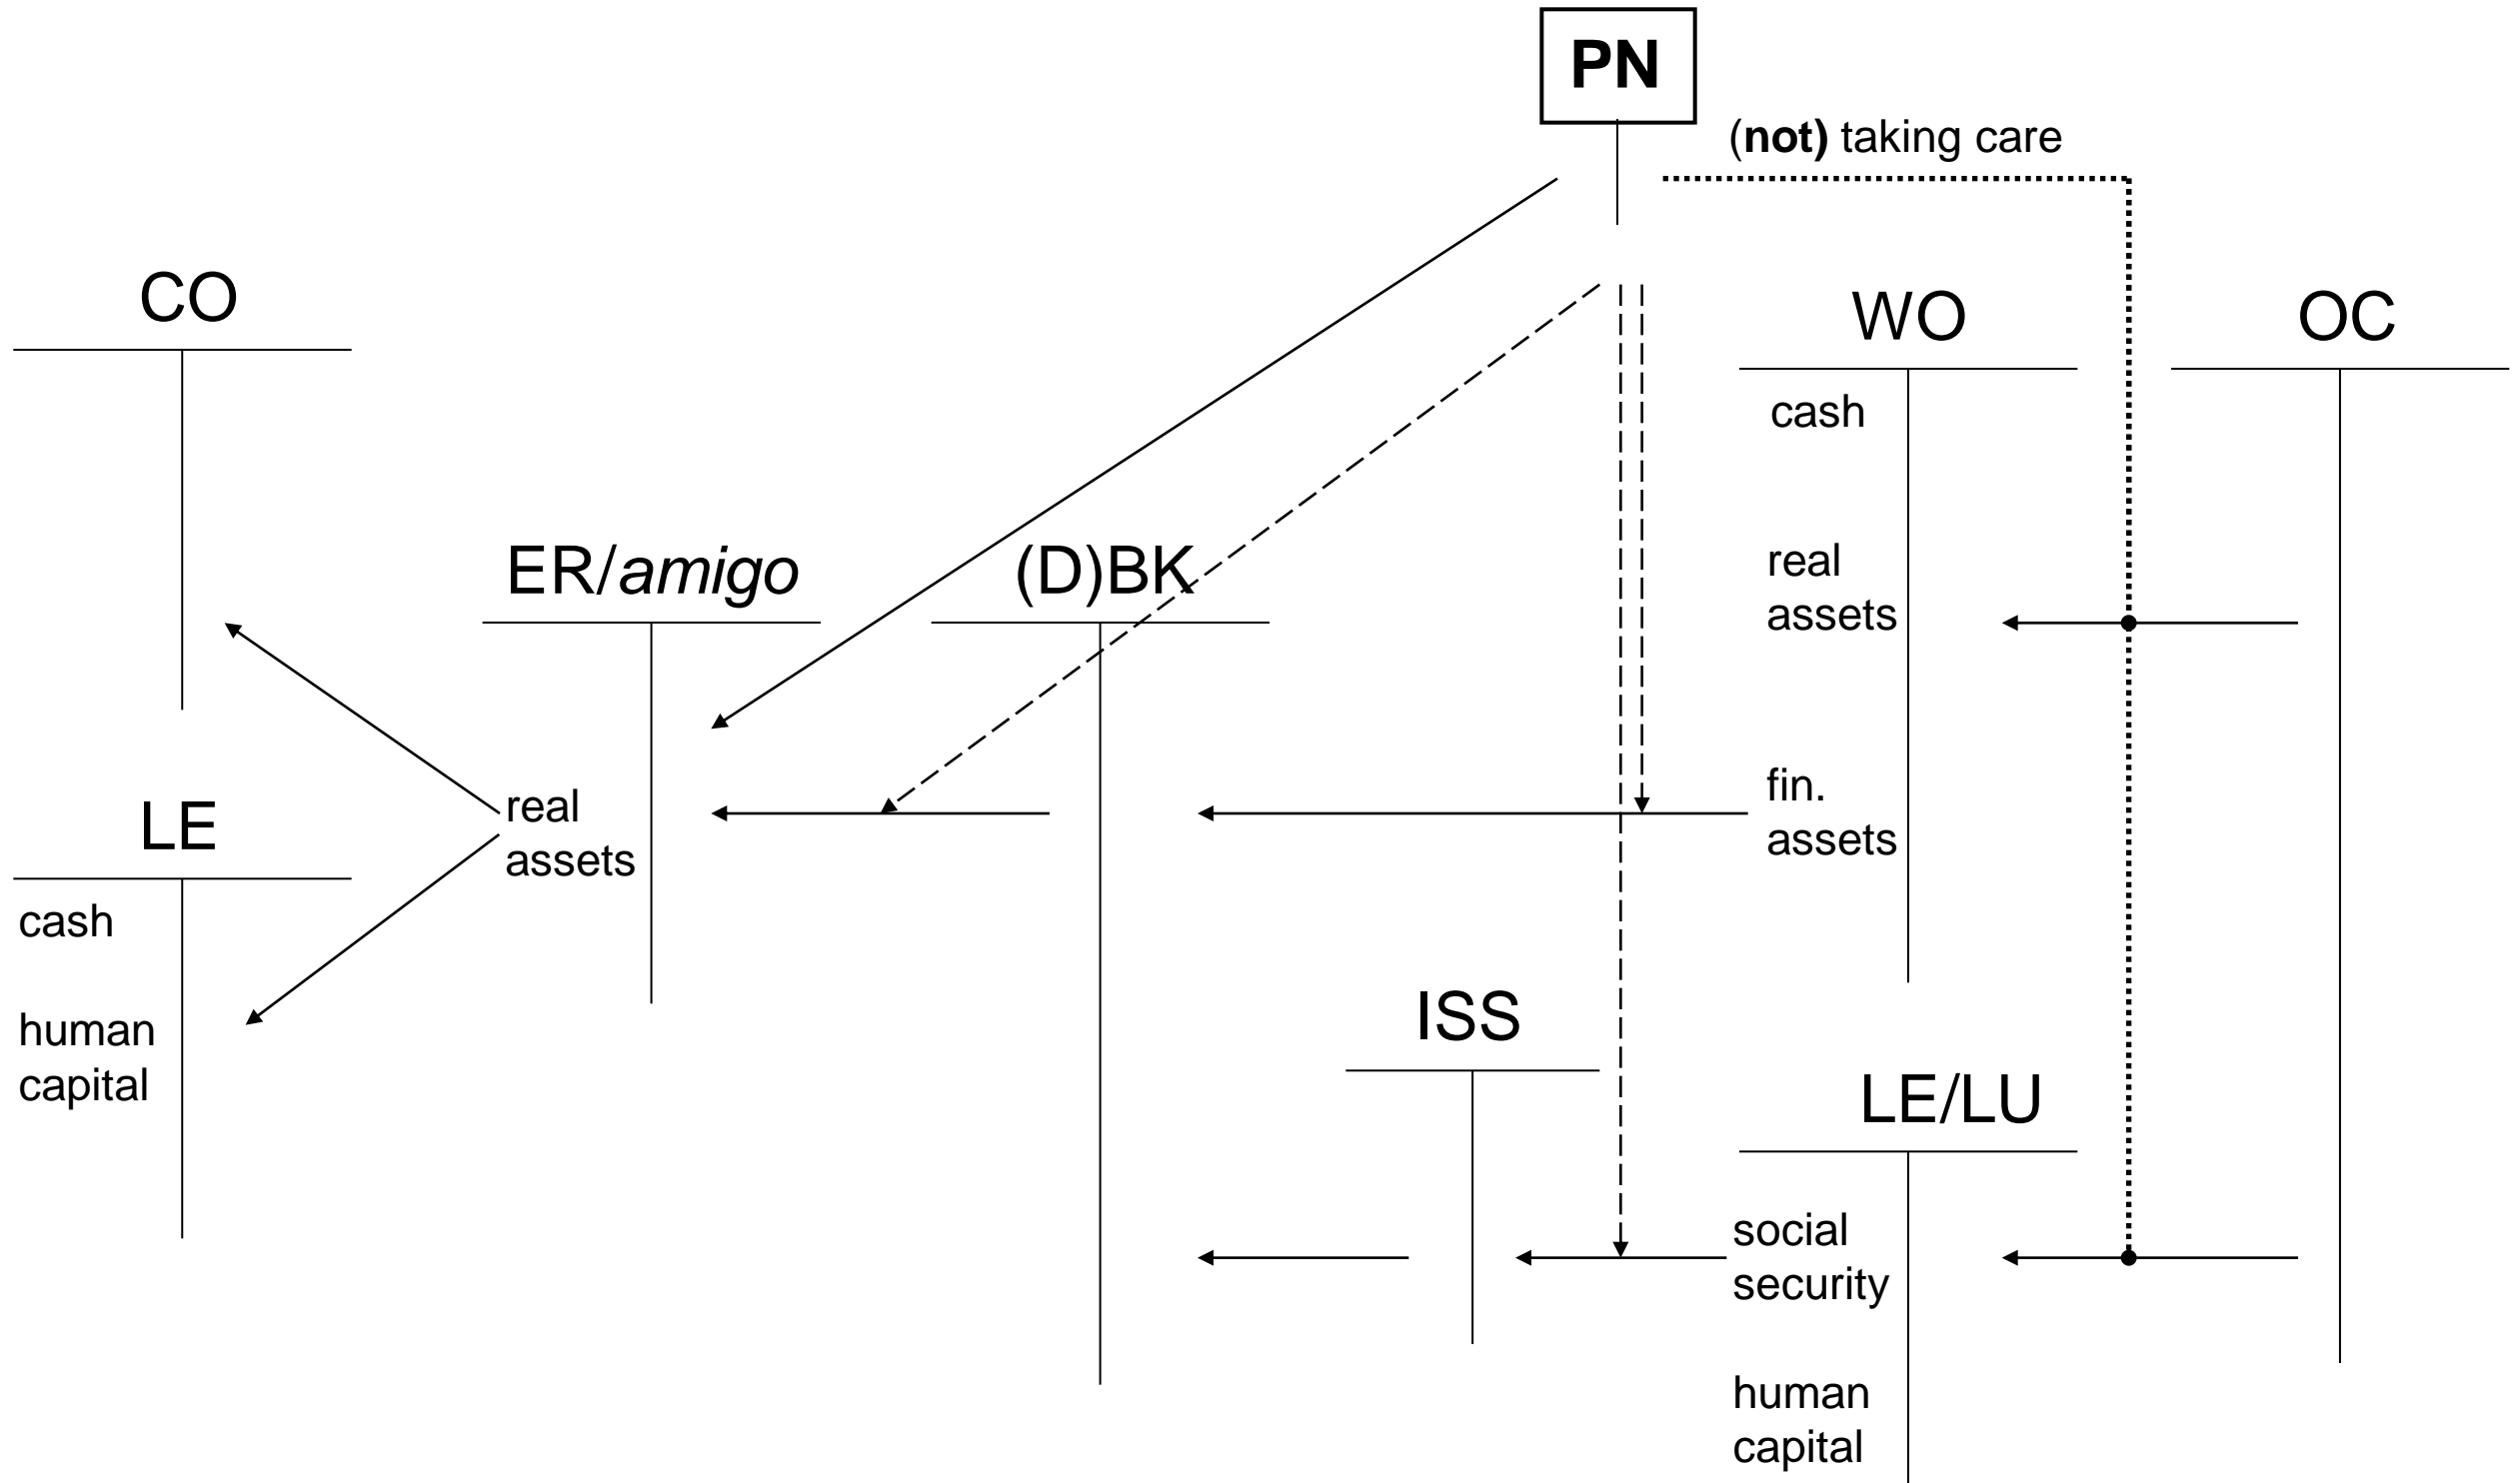 PN
(not) taking care
CO
WO
OC
cash
ER/amigo
(D)BK
real
assets
LE
real
assets
fin.
assets
cash
human
capital
ISS
LE/LU
social
security
human
capital